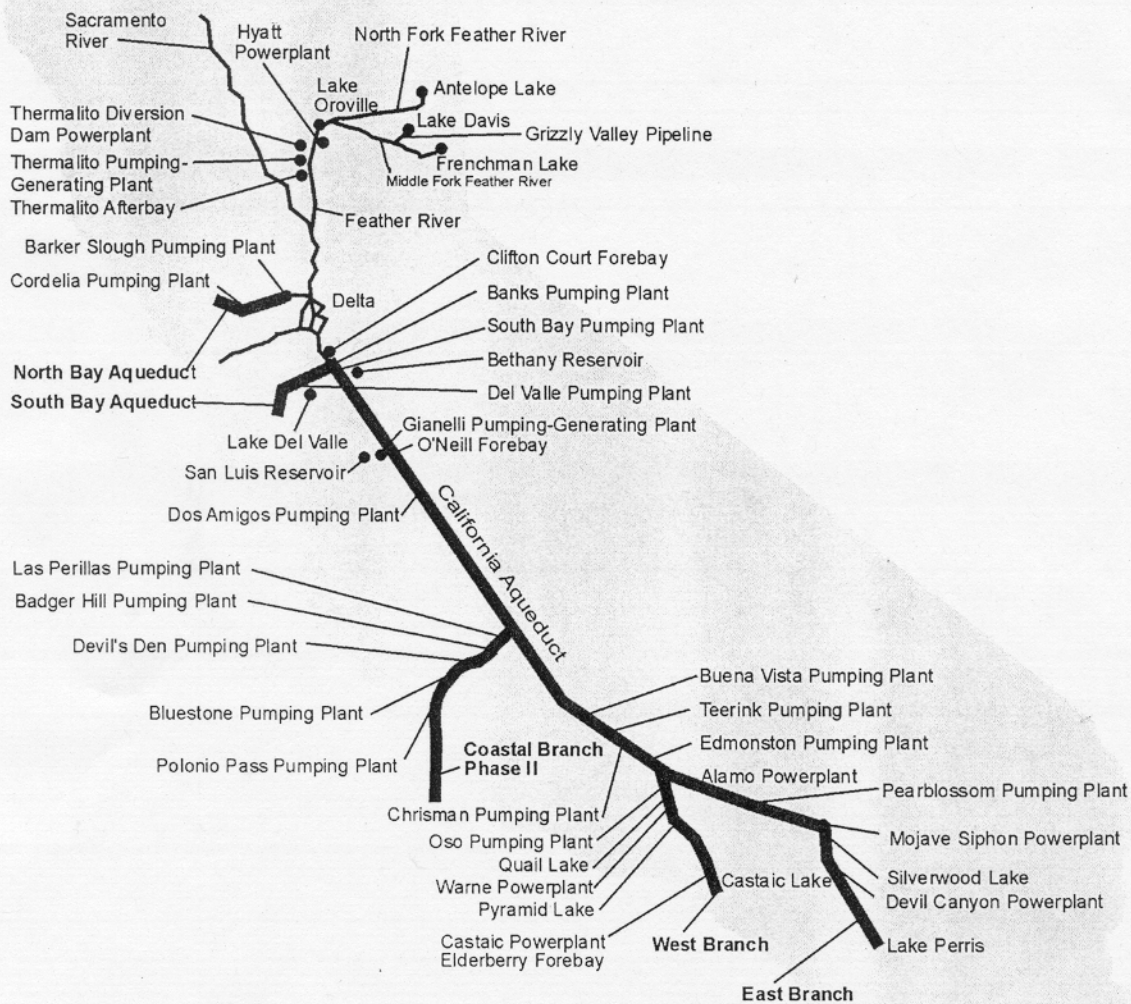 Sacramento
River
Hyatt
Powerplant
North Fork Feather River
Lake
Oroville
Antelope Lake
Thermalito Diversion
Dam Powerplant
Lake Davis
Grizzly Valley Pipeline
Thermalito Pumping-
Generating Plant
Frenchman Lake
Middle Fork Feather River
Thermalito Afterbay
Feather River
Barker Slough Pumping Plant
Clifton Court Forebay
Cordelia Pumping Plant
Delta
Banks Pumping Plant
South Bay Pumping Plant
North Bay Aqueduct
Bethany Reservoir
South Bay Aqueduct
Del Valle Pumping Plant
Lake Del Valle
Gianelli Pumping-Generating Plant
O'Neill Forebay
San Luis Reservoir
Dos Amigos Pumping Plant
California Aqueduct
Las Perillas Pumping Plant
Badger Hill Pumping Plant
Devil's Den Pumping Plant
Bluestone Pumping Plant
Polonio Pass Pumping Plant
Coastal Branch
Phase II
Buena Vista Pumping Plant
Teerink Pumping Plant
Edmonston Pumping Plant
Alamo Powerplant
Pearblossom Pumping Plant
Chrisman Pumping Plant
Oso Pumping Plant
Quail Lake
Warne Powerplant
Pyramid Lake
Mojave Siphon Powerplant
Castaic Lake
Silverwood Lake
Devil Canyon Powerplant
Castaic Powerplant
Elderberry Forebay
West Branch
Lake Perris
East Branch